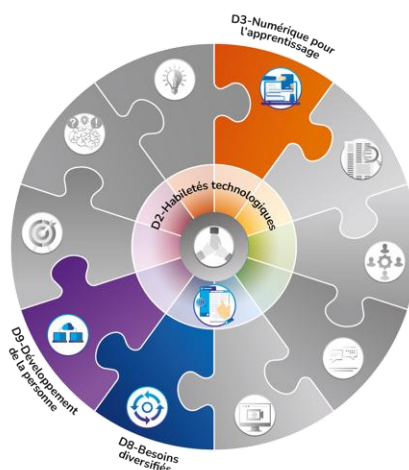 D3-Numérique pour
l'apprentissage
D2-Habiletés technologiques
D9-Développement
de la personne
D8-Besoins
diversifiés